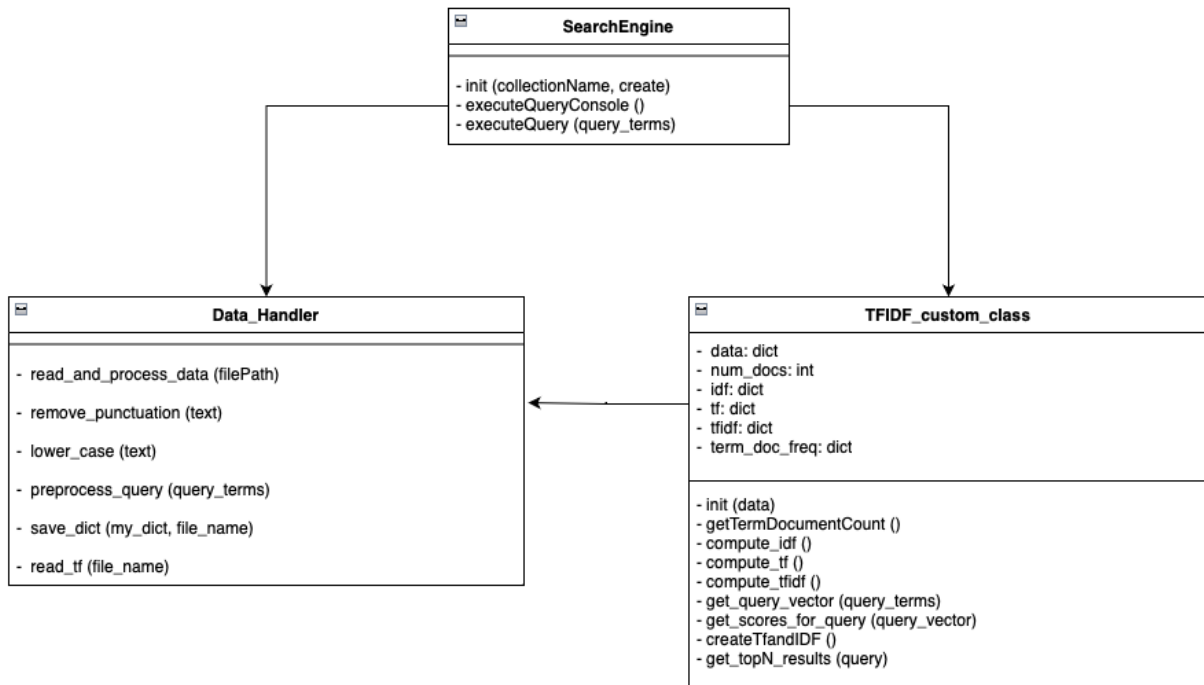 SearchEngine
- init (collectionName, create)
- executeQueryConsole ()
- executeQuery (query_terms)
Data_Handler
- read_and_process_data (filePath)
- remove_punctuation (text)
- lower_case (text)
- preprocess_query (query_terms)
- save_dict (my_dict, file_name)
- read_tf (file_name)
TFIDF_custom_class
- data: dict
- num_docs: int
- idf: dict
- tf: dict
- tfidf: dict
- term_doc_freq: dict
- init (data)
- getTermDocumentCount ()
- compute_idf ()
- compute_tf ()
- compute_tfidf ()
- get_query_vector (query_terms)
- get_scores_for_query (query_vector)
- createTfandIDF ()
- get_topN_results (query)